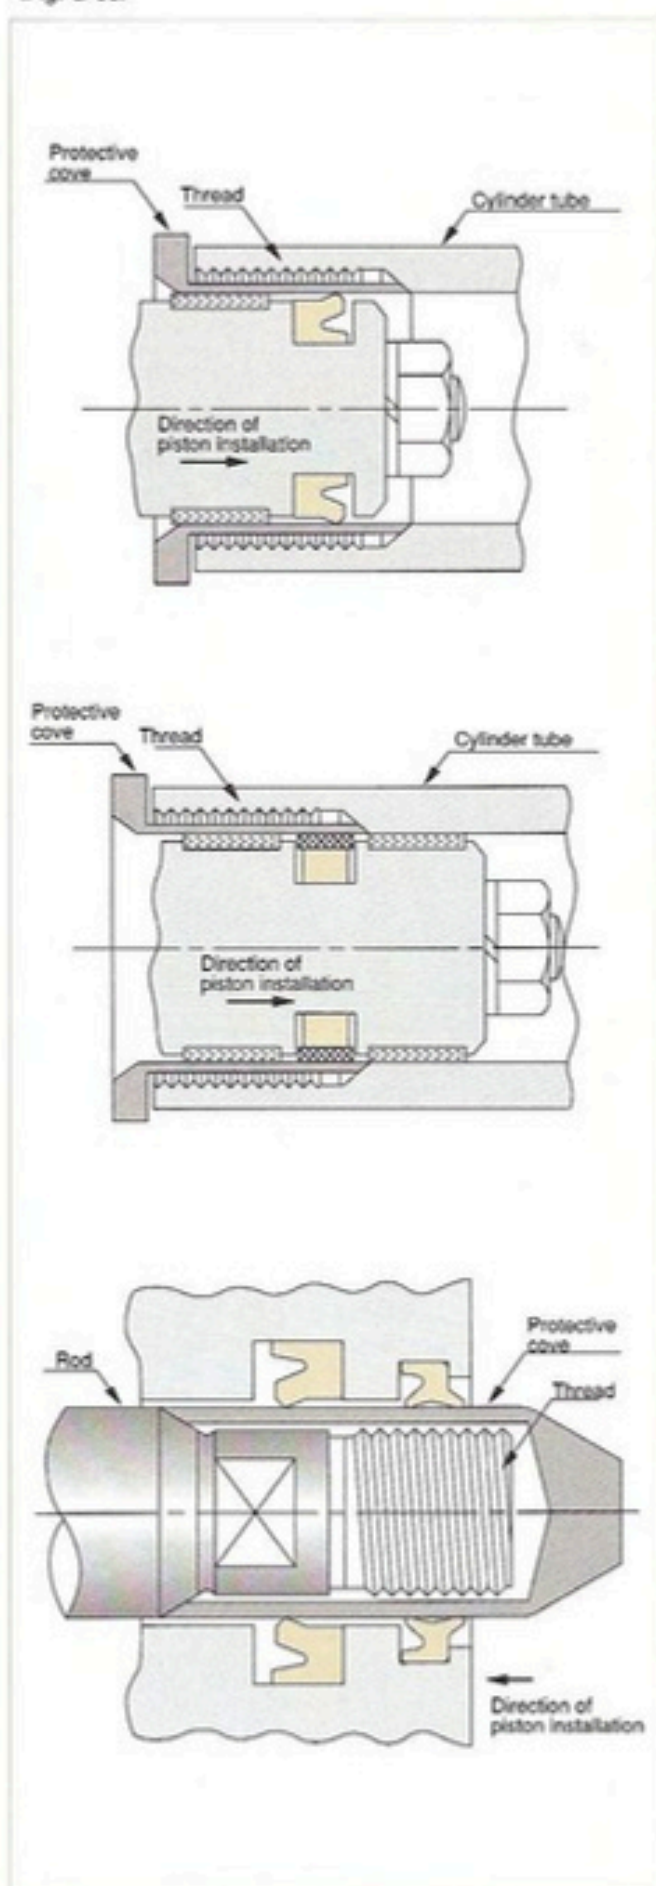 Protective
cove
Thread
Cylinder tube
Direction of
piston installation
Protective
cove
Thread
Cylinder tube
Direction of
piston installation
Protective
cove
Rod
Thread
Direction of
piston installation